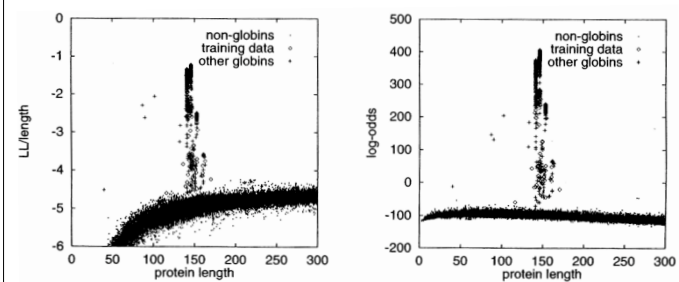 -1
-2
-3
-4
-5
-6
0
LL/length
non-globins
training data
other globins
0 50 100 150 200 250 300
protein length
500
400
300
200
100
0
-100
-200
log-odds
non-globins
training data
other globins
0 50 100 150 200 250 300
protein length